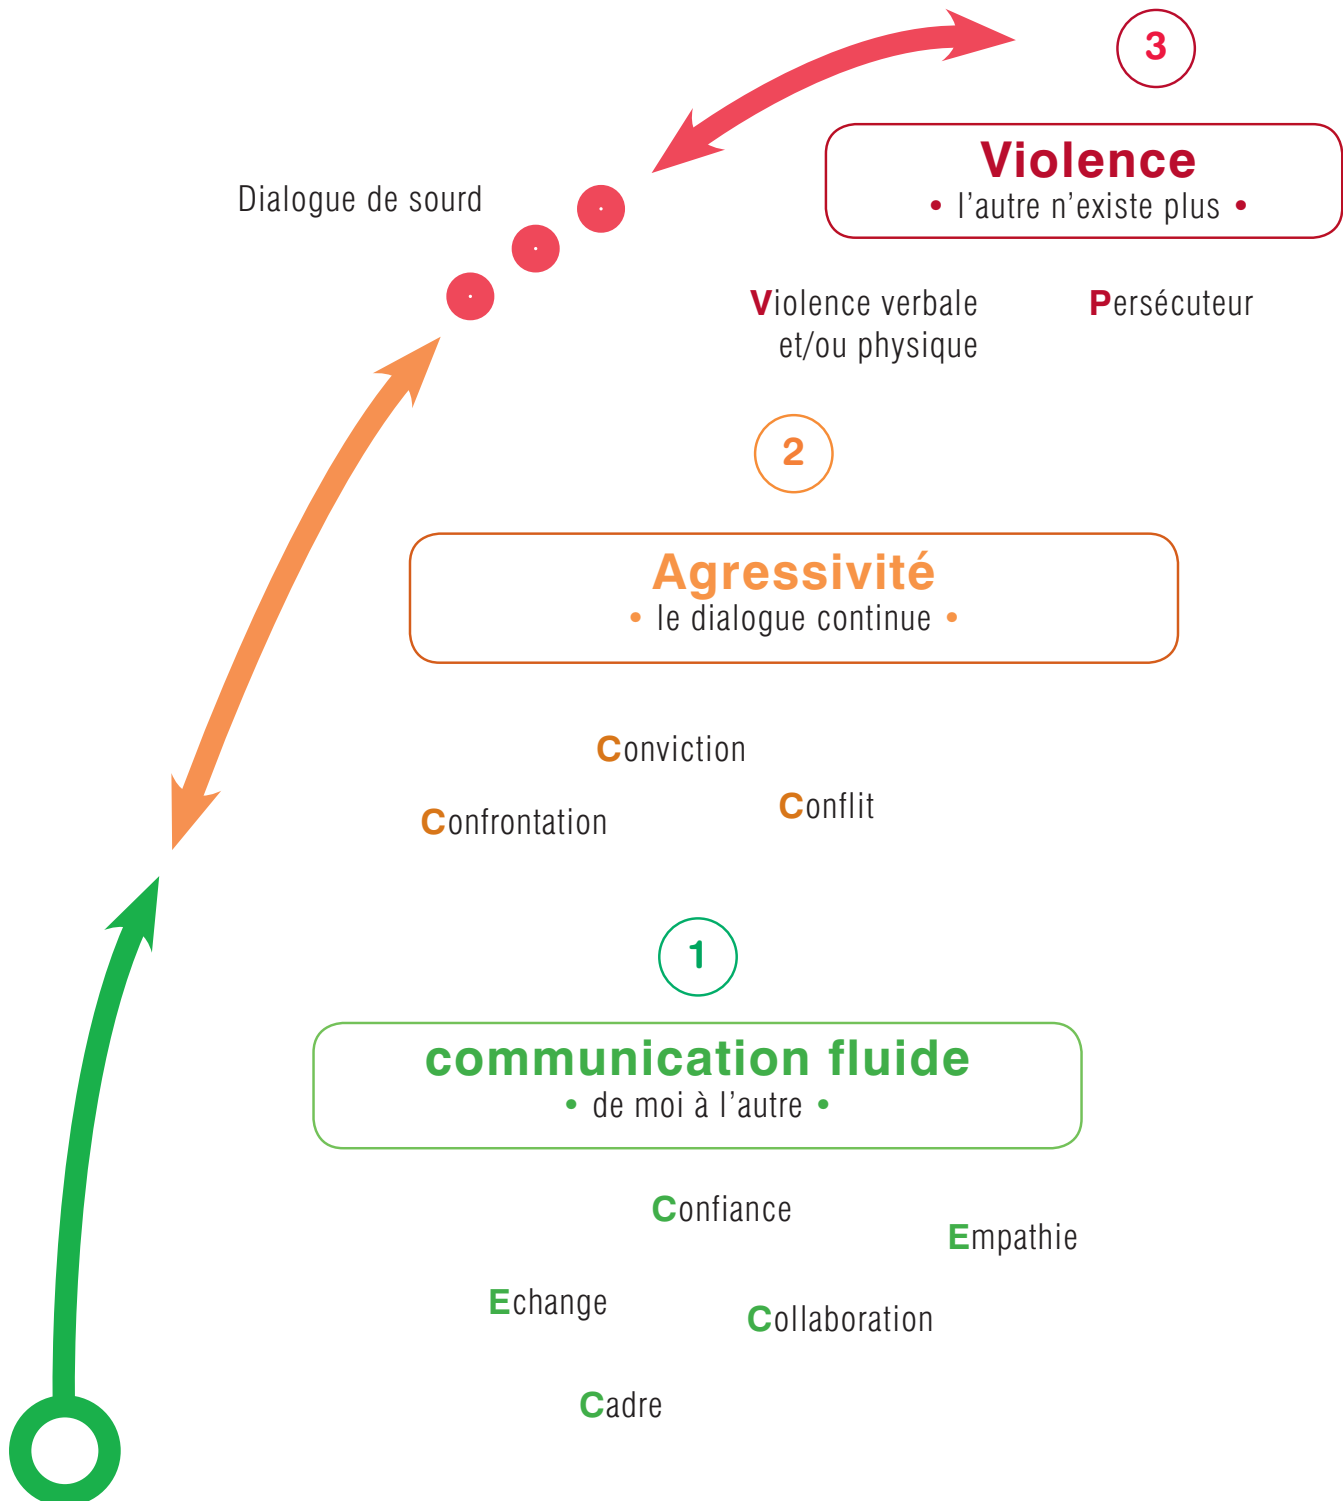 3
Violence
• l'autre n'existe plus •
Dialogue de sourd
Violence verbale
et/ou physique
Persécuteur
2
Agressivité
• le dialogue continue •
Conviction
Conflit
Confrontation
1
communication fluide
• de moi à l'autre •
Confiance
Empathie
Echange
Collaboration
Cadre